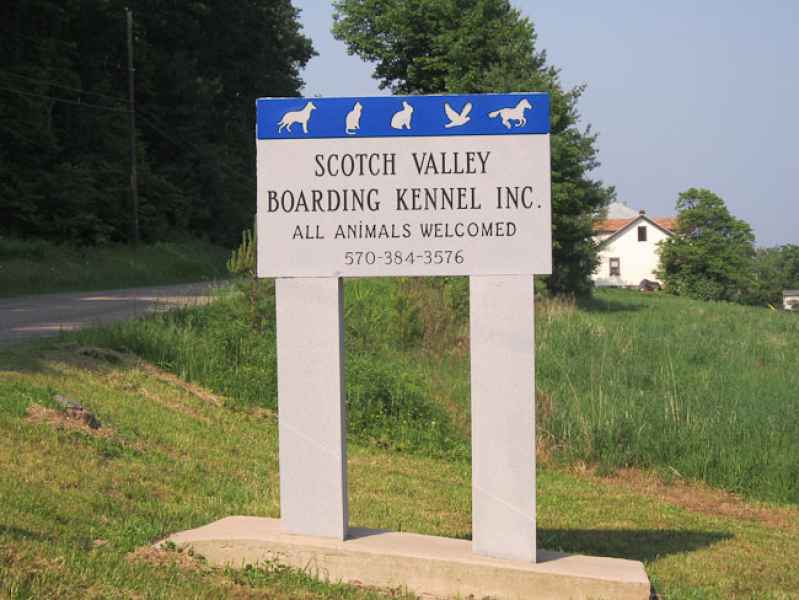 SCOTCH VALLEY
BOARDING KENNEL INC.
ALL ANIMALS WELCOMED
570-384-3576